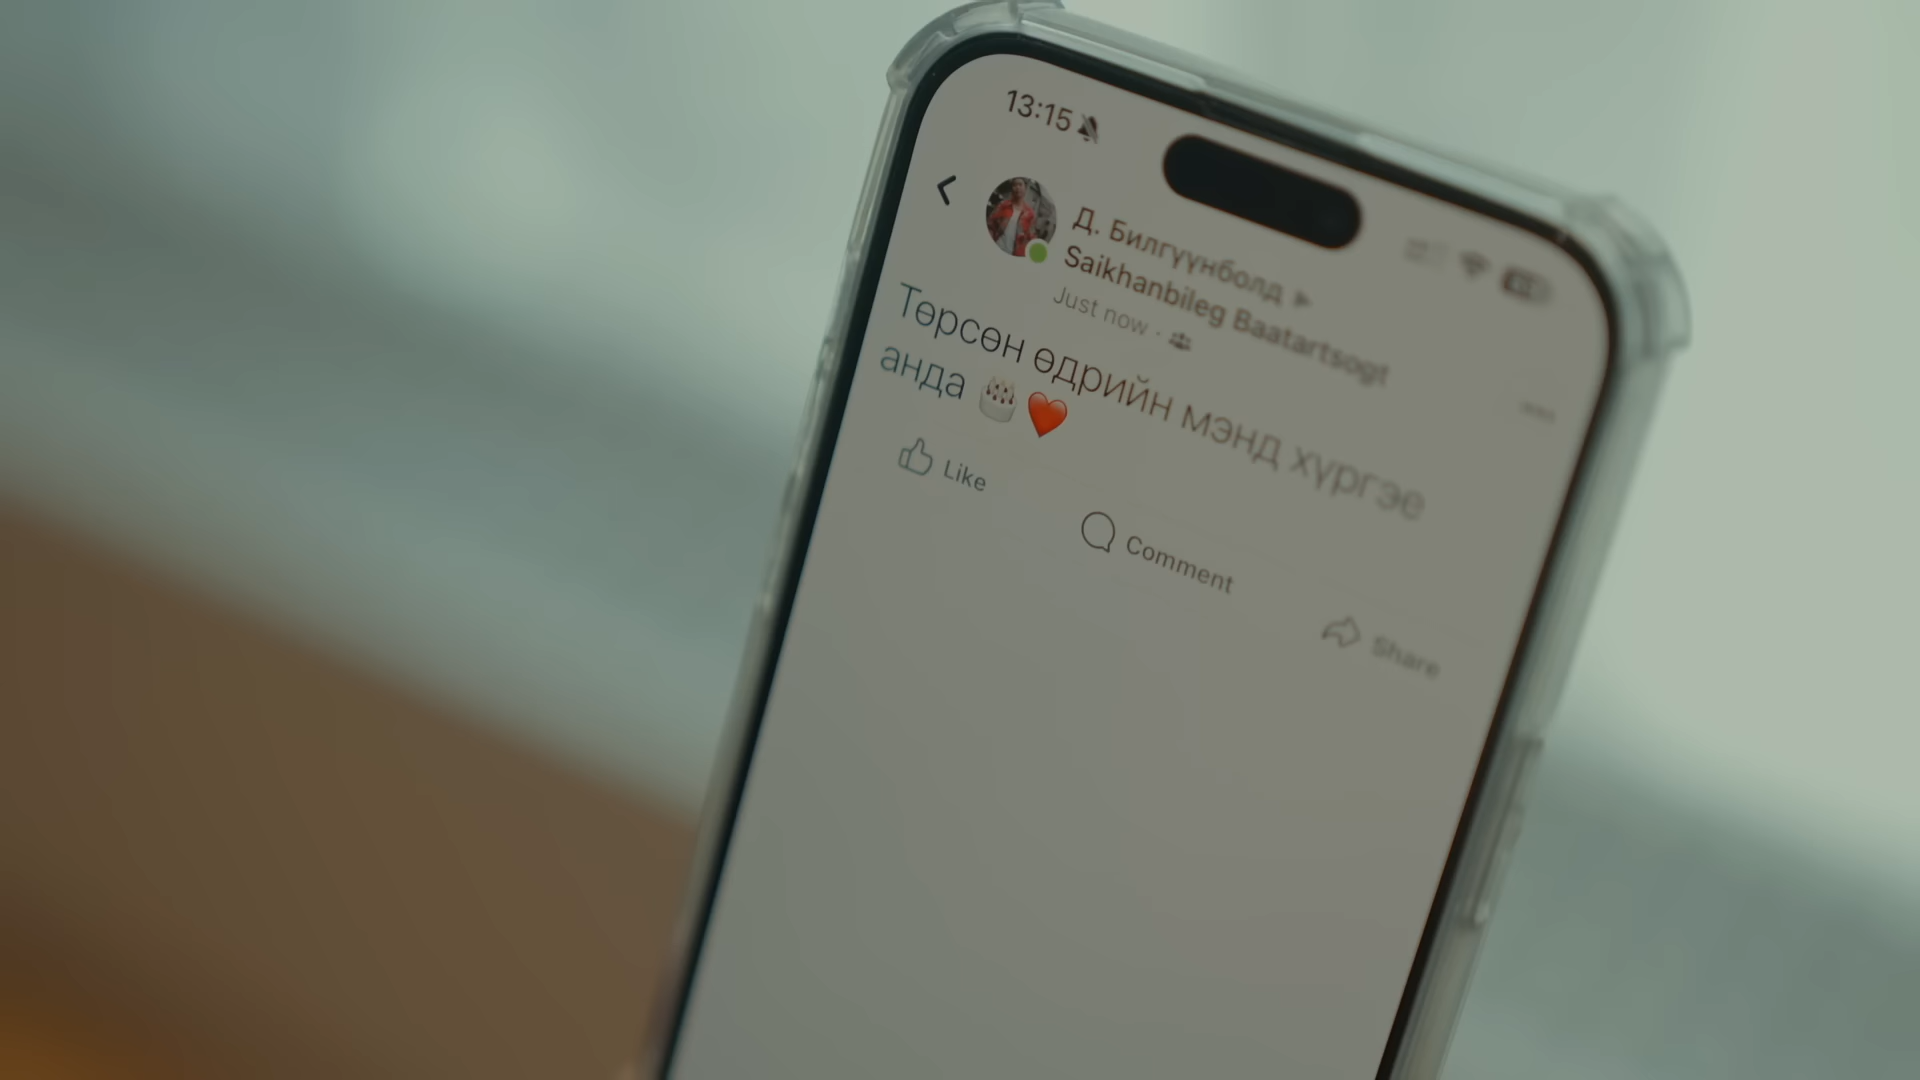 13:15
Д. Билгүүнболд
Saikhanbileg Baatartsogt
Just now ·
Төрсөн өдрийн мэнд хүргэе
анда 🎂❤️
Like
Comment
Share